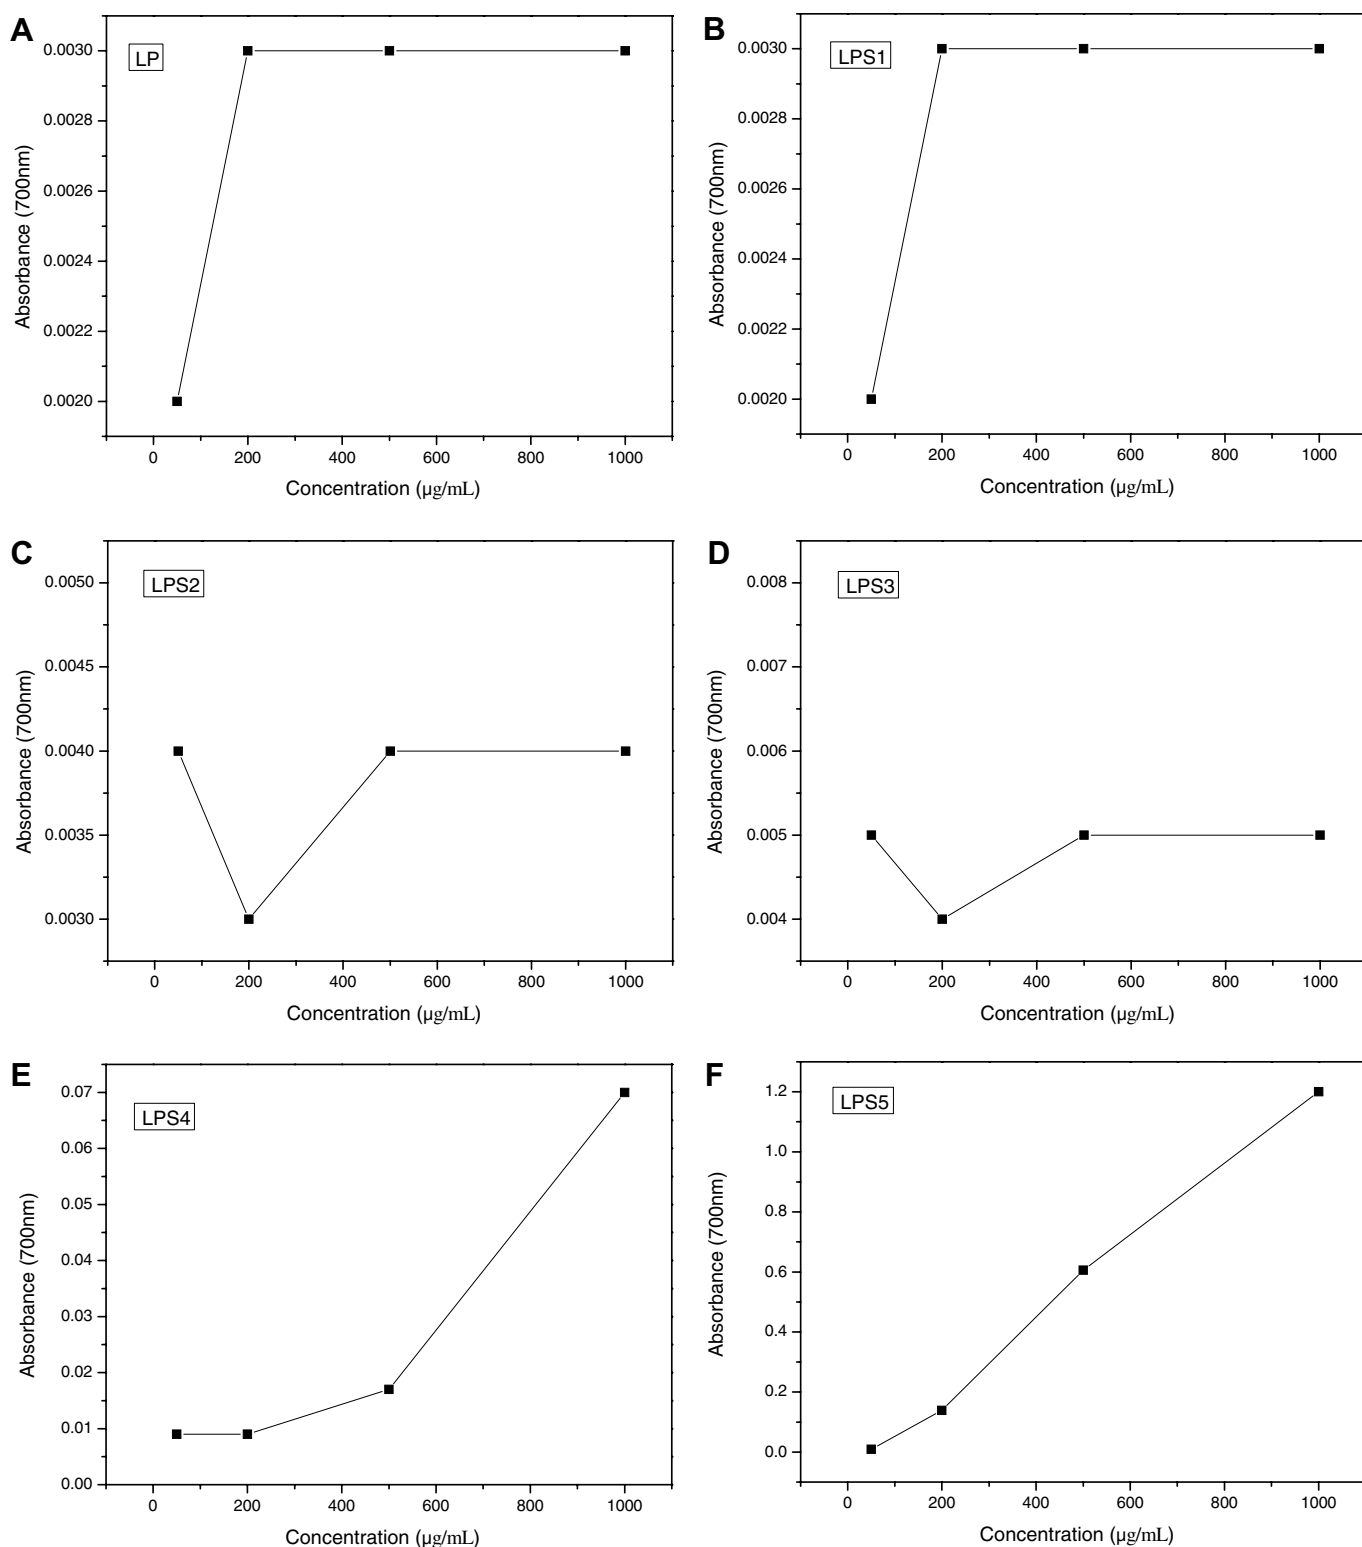 A
LP
0.0030
0.0028
0.0026
0.0024
0.0022
0.0020
Absorbance (700nm)
0 200 400 600 800 1000
Concentration (µg/mL)
B
LPS1
0.0030
0.0028
0.0026
0.0024
0.0022
0.0020
Absorbance (700nm)
0 200 400 600 800 1000
Concentration (µg/mL)
C
LPS2
0.0050
0.0045
0.0040
0.0035
0.0030
Absorbance (700nm)
0 200 400 600 800 1000
Concentration (µg/mL)
D
LPS3
0.008
0.007
0.006
0.005
0.004
Absorbance (700nm)
0 200 400 600 800 1000
Concentration (µg/mL)
E
LPS4
0.07
0.06
0.05
0.04
0.03
0.02
0.01
0.00
Absorbance (700nm)
0 200 400 600 800 1000
Concentration (µg/mL)
F
LPS5
1.2
1.0
0.8
0.6
0.4
0.2
0.0
Absorbance (700nm)
0 200 400 600 800 1000
Concentration (µg/mL)